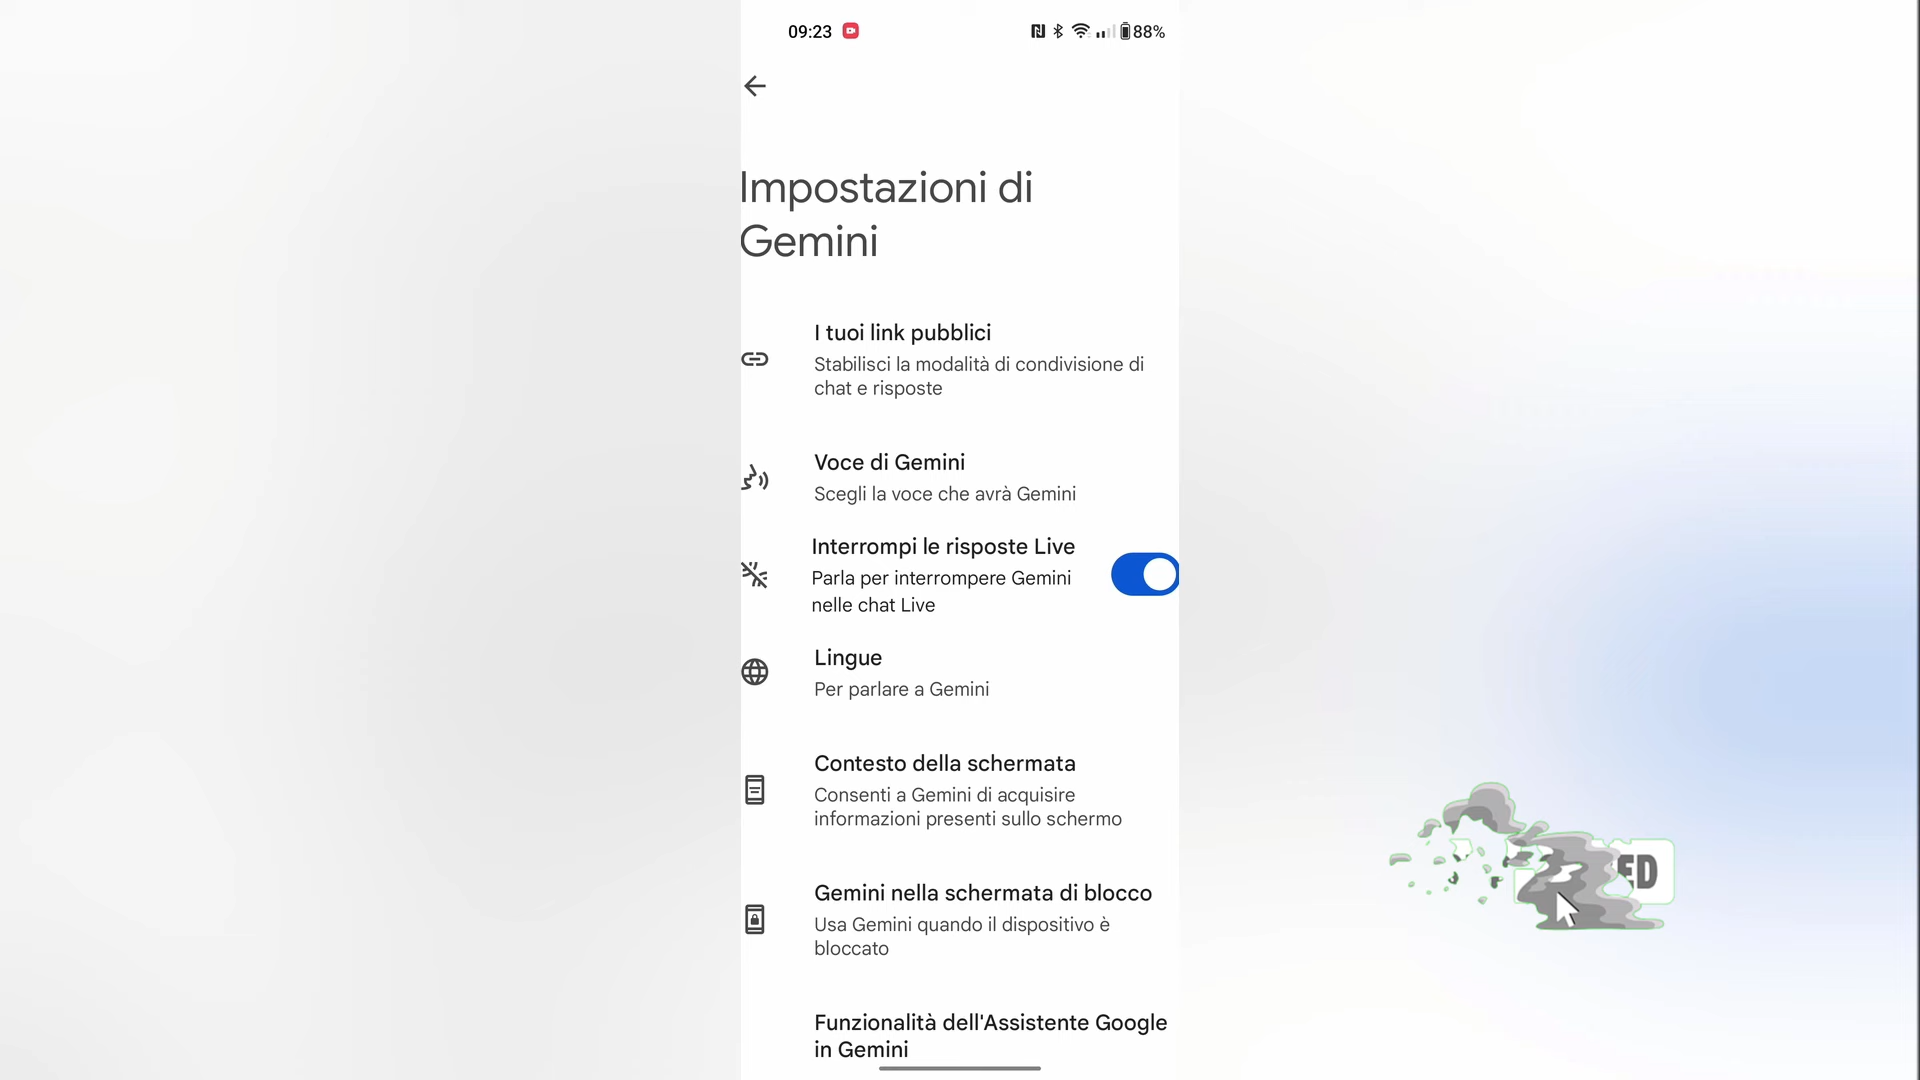 09:23
88%
Impostazioni di
Gemini
I tuoi link pubblici
Stabilisci la modalità di condivisione di
chat e risposte
Voce di Gemini
Scegli la voce che avrà Gemini
Interrompi le risposte Live
Parla per interrompere Gemini
nelle chat Live
Lingue
Per parlare a Gemini
Contesto della schermata
Consenti a Gemini di acquisire
informazioni presenti sullo schermo
Gemini nella schermata di blocco
Usa Gemini quando il dispositivo è
bloccato
Funzionalità dell'Assistente Google
in Gemini